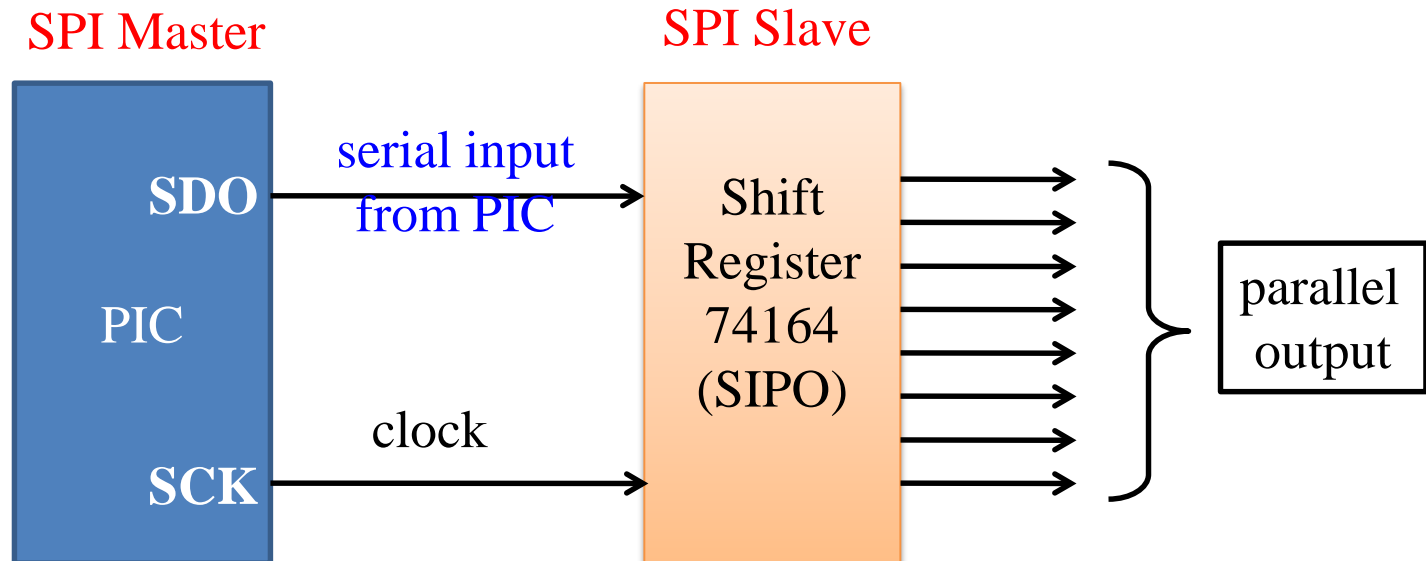 SPI Master
SPI Slave
serial input
from PIC
SDO
PIC
clock
SCK
Shift
Register
74164
(SIPO)
parallel
output